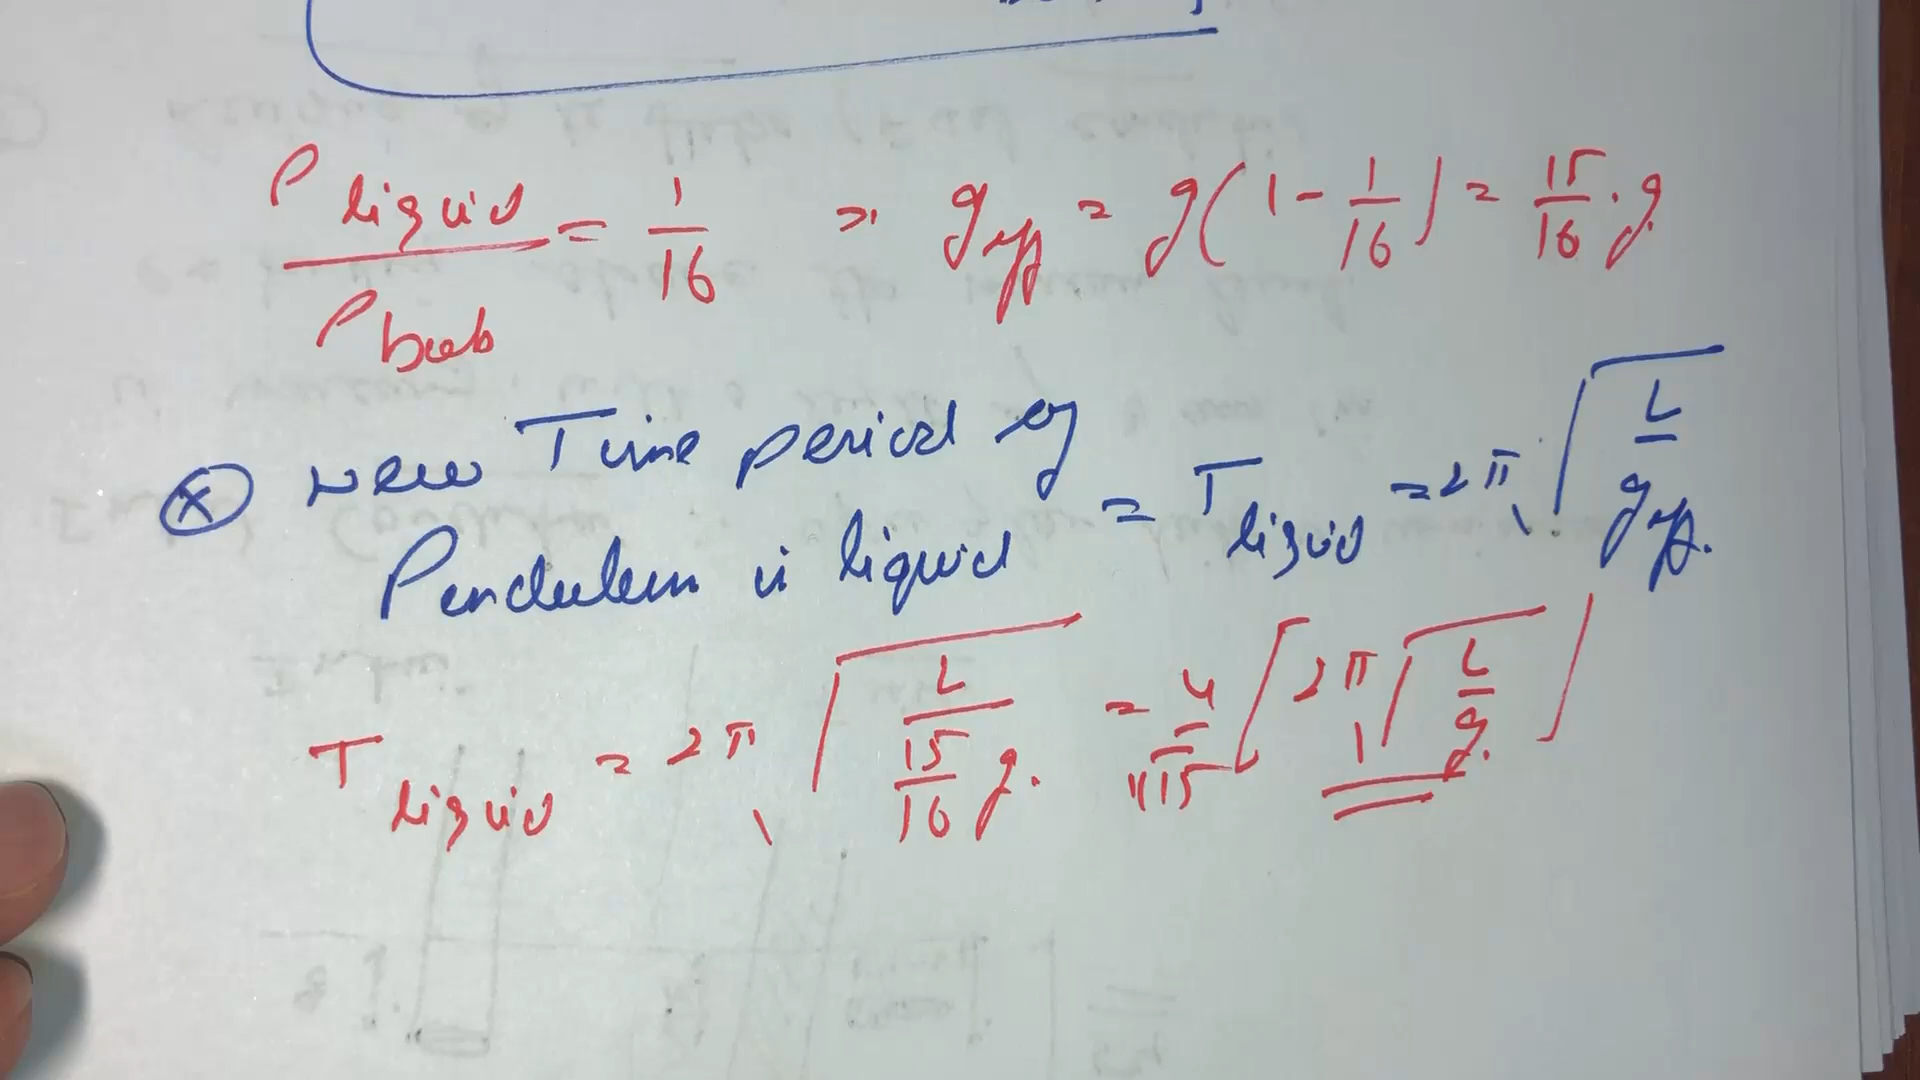 ρ liquid / ρ bob = 1/16 ⇒ g eff = g(1 - 1/16) = 15/16 · g
⊗ New Time period of
Pendulum in liquid = T liquid = 2π √(L / g eff.)
T liquid = 2π √(L / (15/16 g.)) = 4/√15 [2π √(L/g.)]